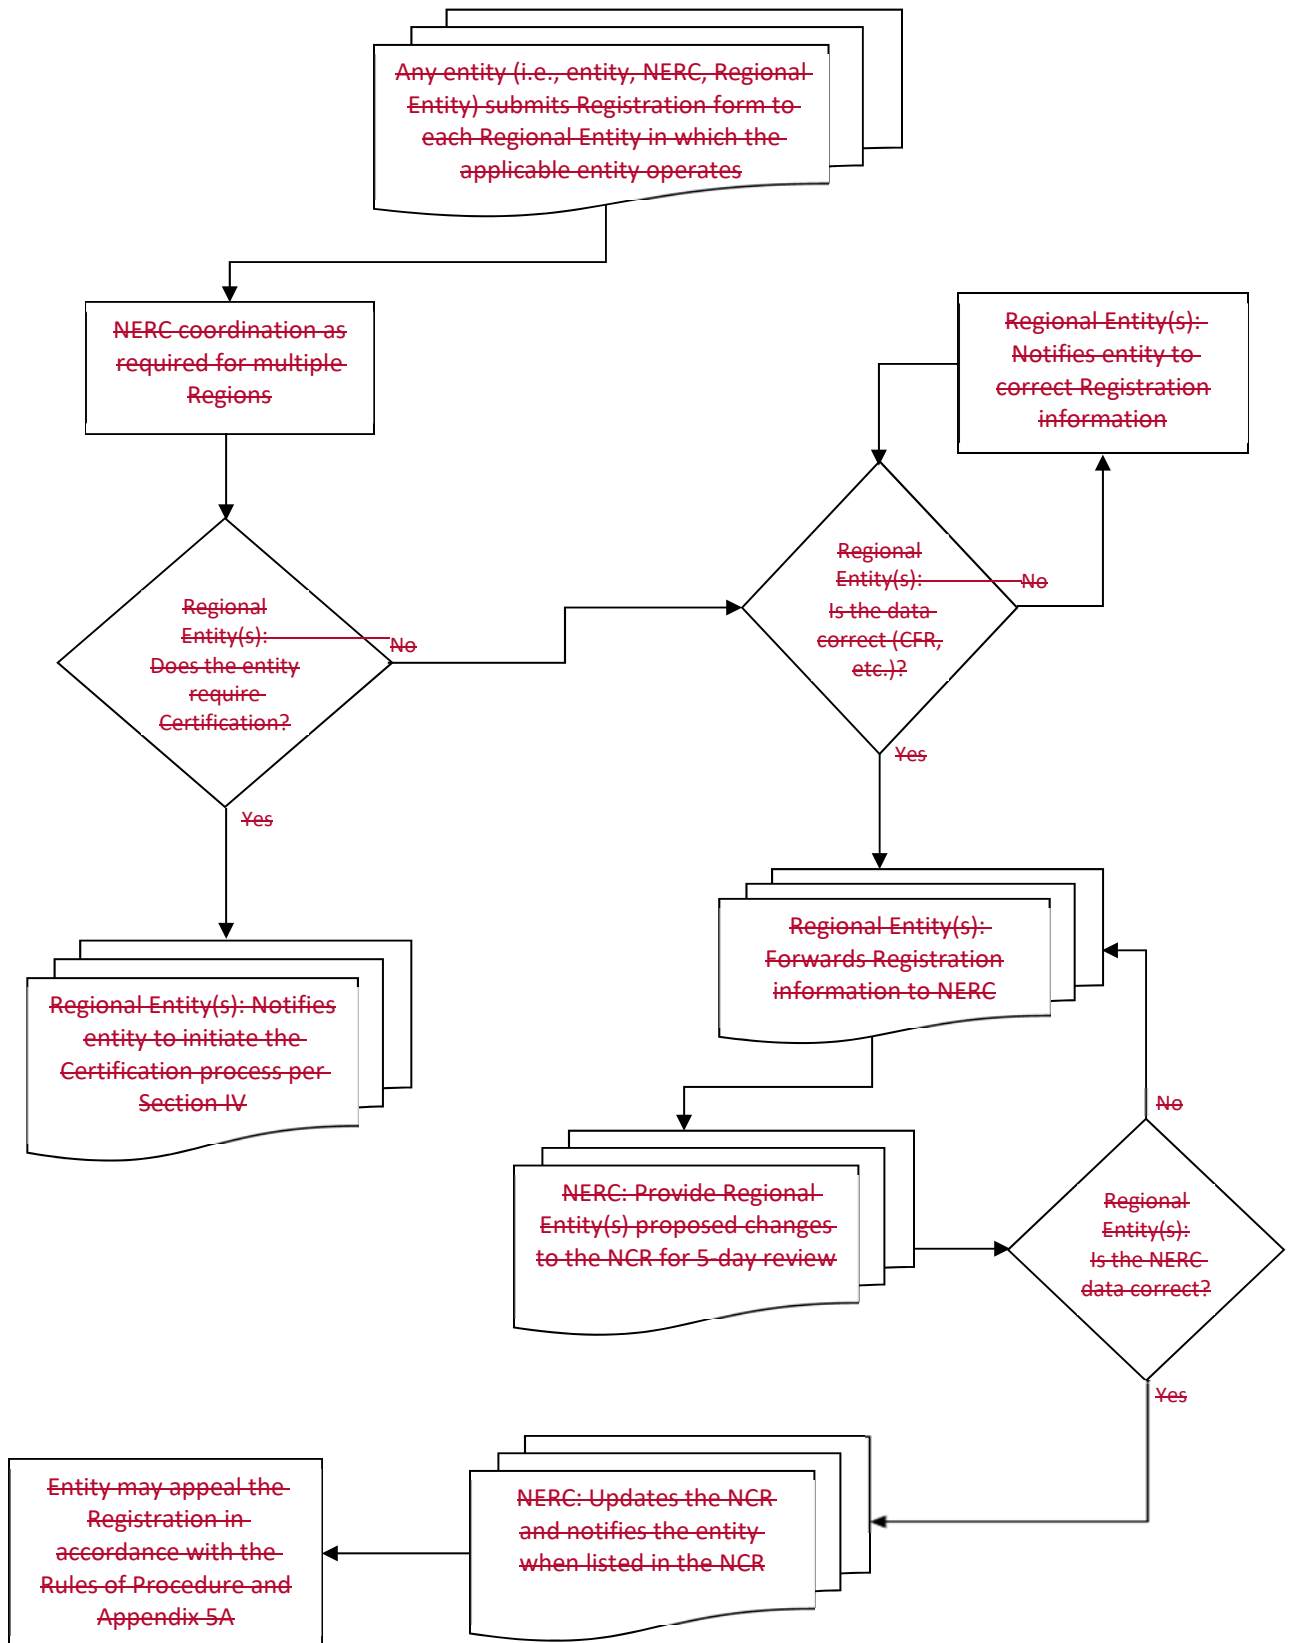 Any entity (i.e., entity, NERC, Regional
Entity) submits Registration form to
each Regional Entity in which the
applicable entity operates
NERC coordination as
required for multiple
Regions
Regional Entity(s):
Notifies entity to
correct Registration
information
Regional
Entity(s):
Does the entity
require
Certification?
No
Yes
Regional
Entity(s):
Is the data
correct (CFR,
etc.)?
No
Yes
Regional Entity(s): Notifies
entity to initiate the
Certification process per
Section IV
Regional Entity(s):
Forwards Registration
information to NERC
NERC: Provide Regional
Entity(s) proposed changes
to the NCR for 5-day review
No
Regional
Entity(s):
Is the NERC
data correct?
Yes
NERC: Updates the NCR
and notifies the entity
when listed in the NCR
Entity may appeal the
Registration in
accordance with the
Rules of Procedure and
Appendix 5A